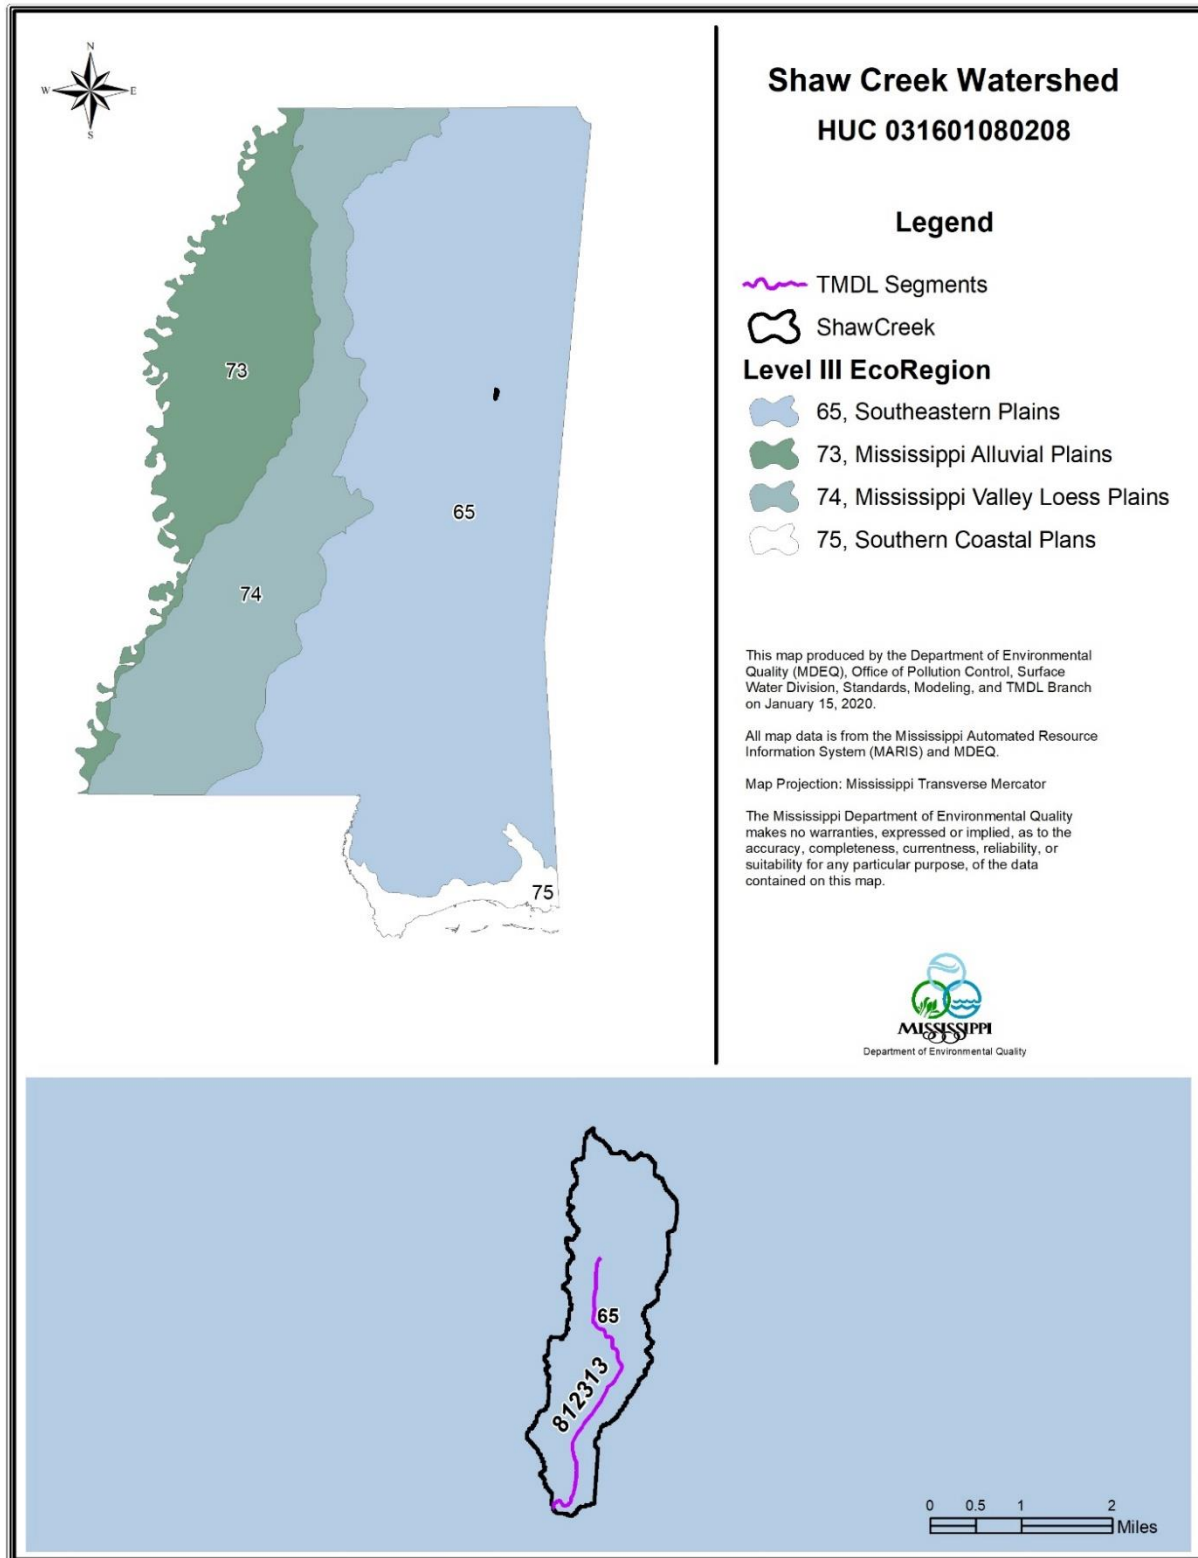 N
W
E
S
Shaw Creek Watershed
HUC 031601080208
Legend
TMDL Segments
ShawCreek
Level III EcoRegion
65, Southeastern Plains
73, Mississippi Alluvial Plains
74, Mississippi Valley Loess Plains
75, Southern Coastal Plans
73
65
74
75
This map produced by the Department of Environmental
Quality (MDEQ), Office of Pollution Control, Surface
Water Division, Standards, Modeling, and TMDL Branch
on January 15, 2020.
All map data is from the Mississippi Automated Resource
Information System (MARIS) and MDEQ.
Map Projection: Mississippi Transverse Mercator
The Mississippi Department of Environmental Quality
makes no warranties, expressed or implied, as to the
accuracy, completeness, currentness, reliability, or
suitability for any particular purpose, of the data
contained on this map.
MISSISSIPPI
Department of Environmental Quality
65
812313
0 0.5 1 2
Miles